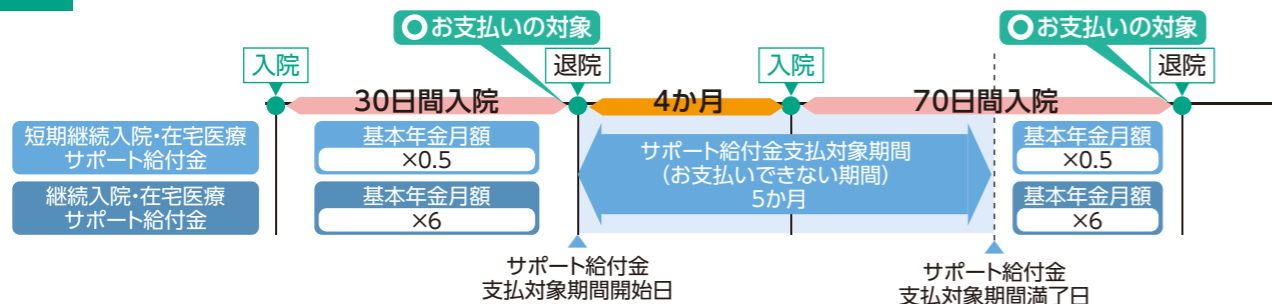 お支払いの対象
お支払いの対象
入院
退院
入院
退院
30日間入院
4か月
70日間入院
短期継続入院・在宅医療
サポート給付金
基本年金月額
×0.5
サポート給付金支払対象期間
(お支払いできない期間)
5か月
基本年金月額
×0.5
継続入院・在宅医療
サポート給付金
基本年金月額
×6
基本年金月額
×6
サポート給付金
支払対象期間開始日
サポート給付金
支払対象期間満了日